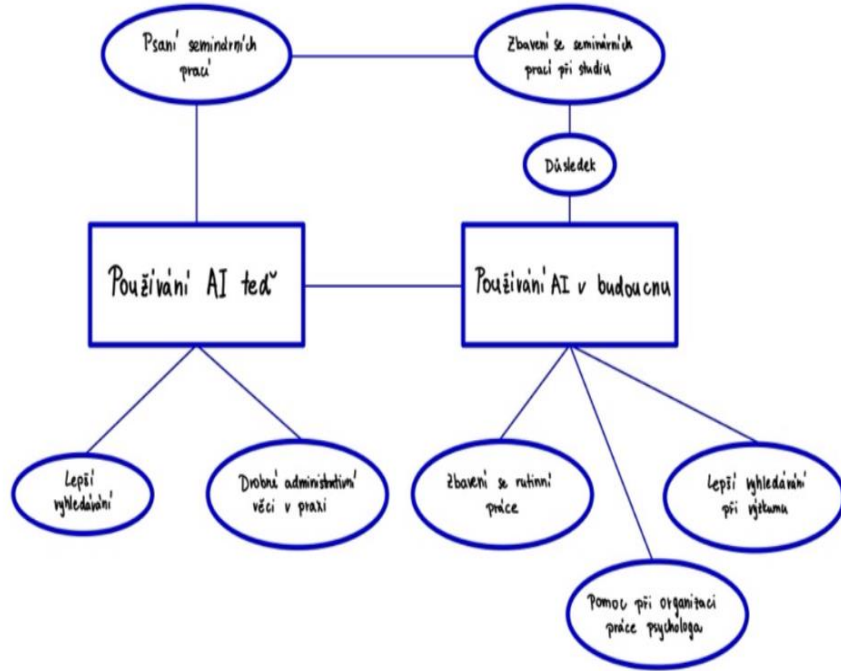 Psaní seminárních
prací
Zbavení se seminárních
prací při studiu
Důsledek
Používání AI teď
Používání AI v budoucnu
Lepší
vyhledávání
Drobné administrativní
věci v praxi
Zbavení se rutinní
práce
Lepší vyhledávání
při výzkumu
Pomoc při organizaci
práce psychologa